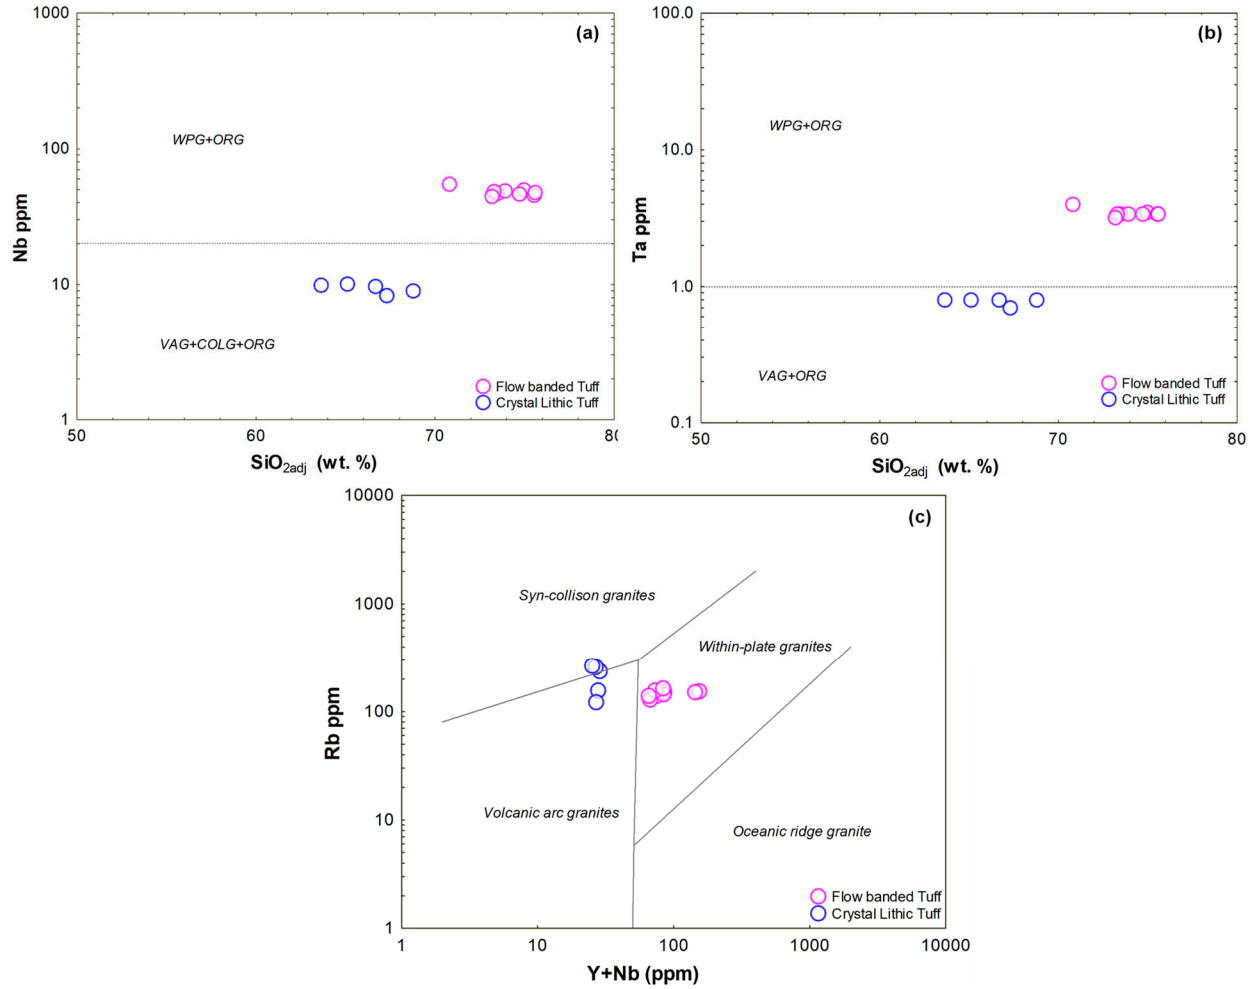 (a)
1000
100
10
1
Nb ppm
WPG+ORG
VAG+COLG+ORG
Flow banded Tuff
Crystal Lithic Tuff
50 60 70 80
SiO2adj (wt. %)
(b)
100.0
10.0
1.0
0.1
Ta ppm
WPG+ORG
VAG+ORG
Flow banded Tuff
Crystal Lithic Tuff
50 60 70 80
SiO2adj (wt. %)
(c)
10000
1000
100
10
1
Rb ppm
Syn-collison granites
Within-plate granites
Volcanic arc granites
Oceanic ridge granite
Flow banded Tuff
Crystal Lithic Tuff
1 10 100 1000 10000
Y+Nb (ppm)